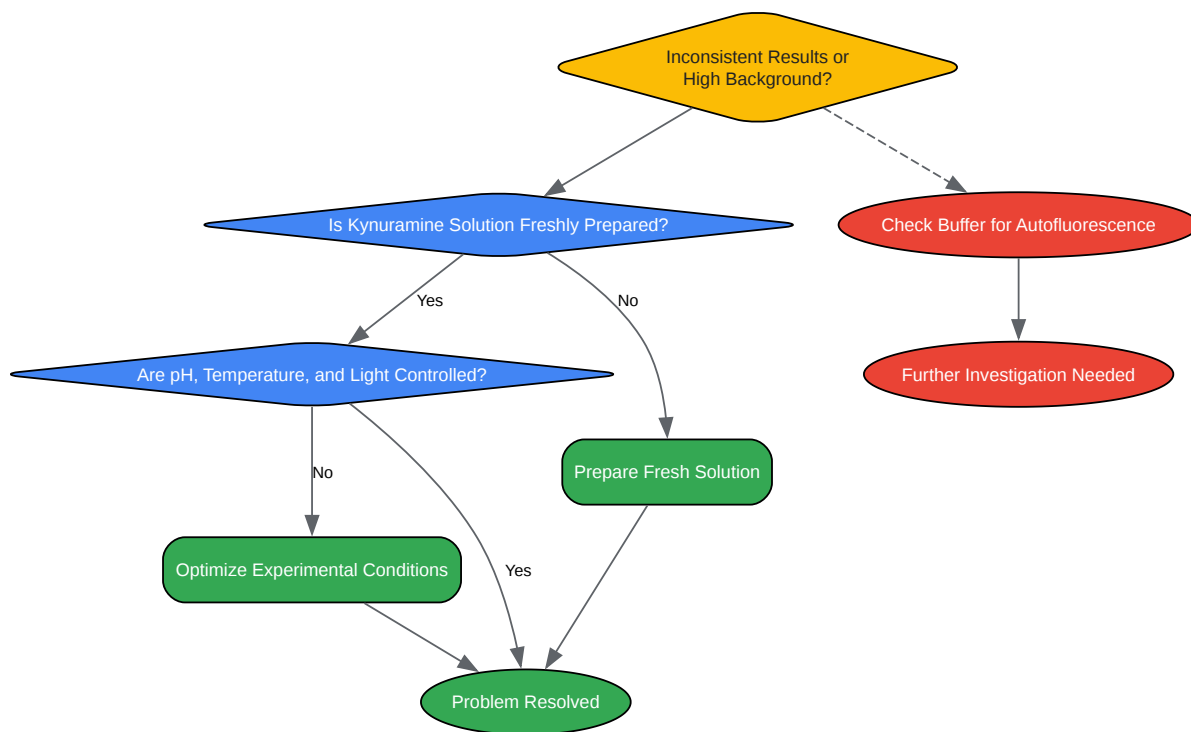 Inconsistent Results or
High Background?
Is Kynuramine Solution Freshly Prepared?
Check Buffer for Autofluorescence
Yes
No
Are pH, Temperature, and Light Controlled?
Further Investigation Needed
No
Prepare Fresh Solution
Optimize Experimental Conditions
Yes
Problem Resolved